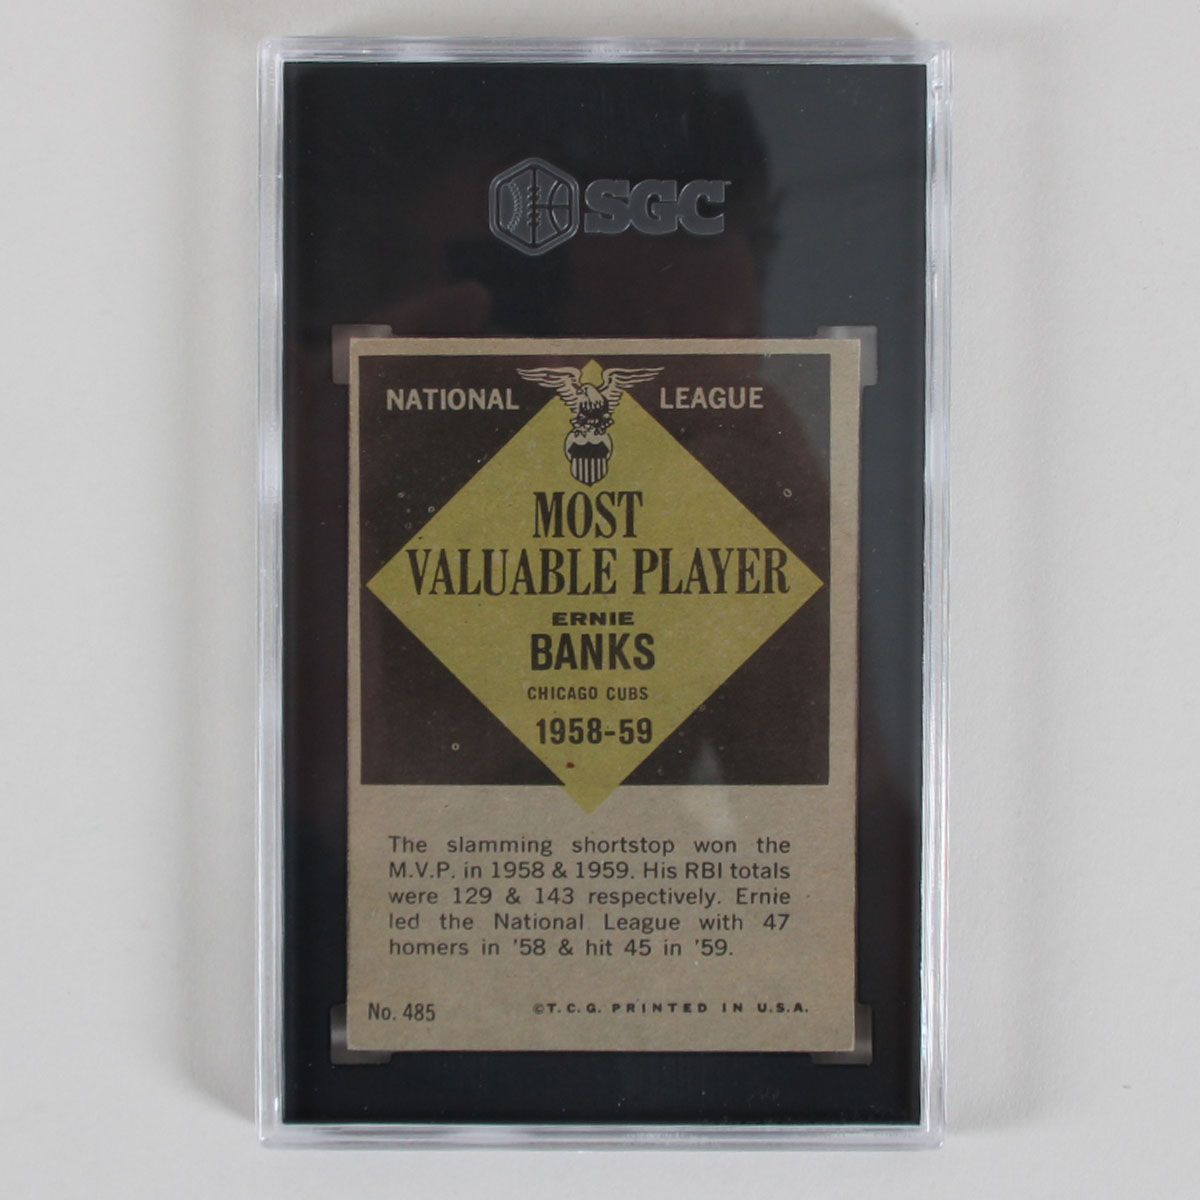 SGC
NATIONAL LEAGUE
MOST
VALUABLE PLAYER
ERNIE
BANKS
CHICAGO CUBS
1958-59
The slamming shortstop won the
M.V.P. in 1958 & 1959. His RBI totals
were 129 & 143 respectively. Ernie
led the National League with 47
homers in '58 & hit 45 in '59.
No. 485 ©T.C.G. PRINTED IN U.S.A.